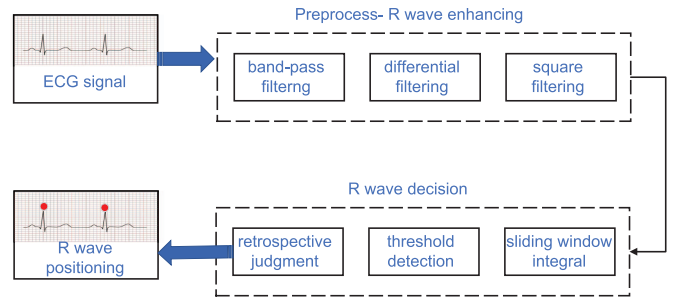 Preprocess- R wave enhancing
ECG signal
band-pass
filterng
differential
filtering
square
filtering
R wave decision
R wave
positioning
retrospective
judgment
threshold
detection
sliding window
integral